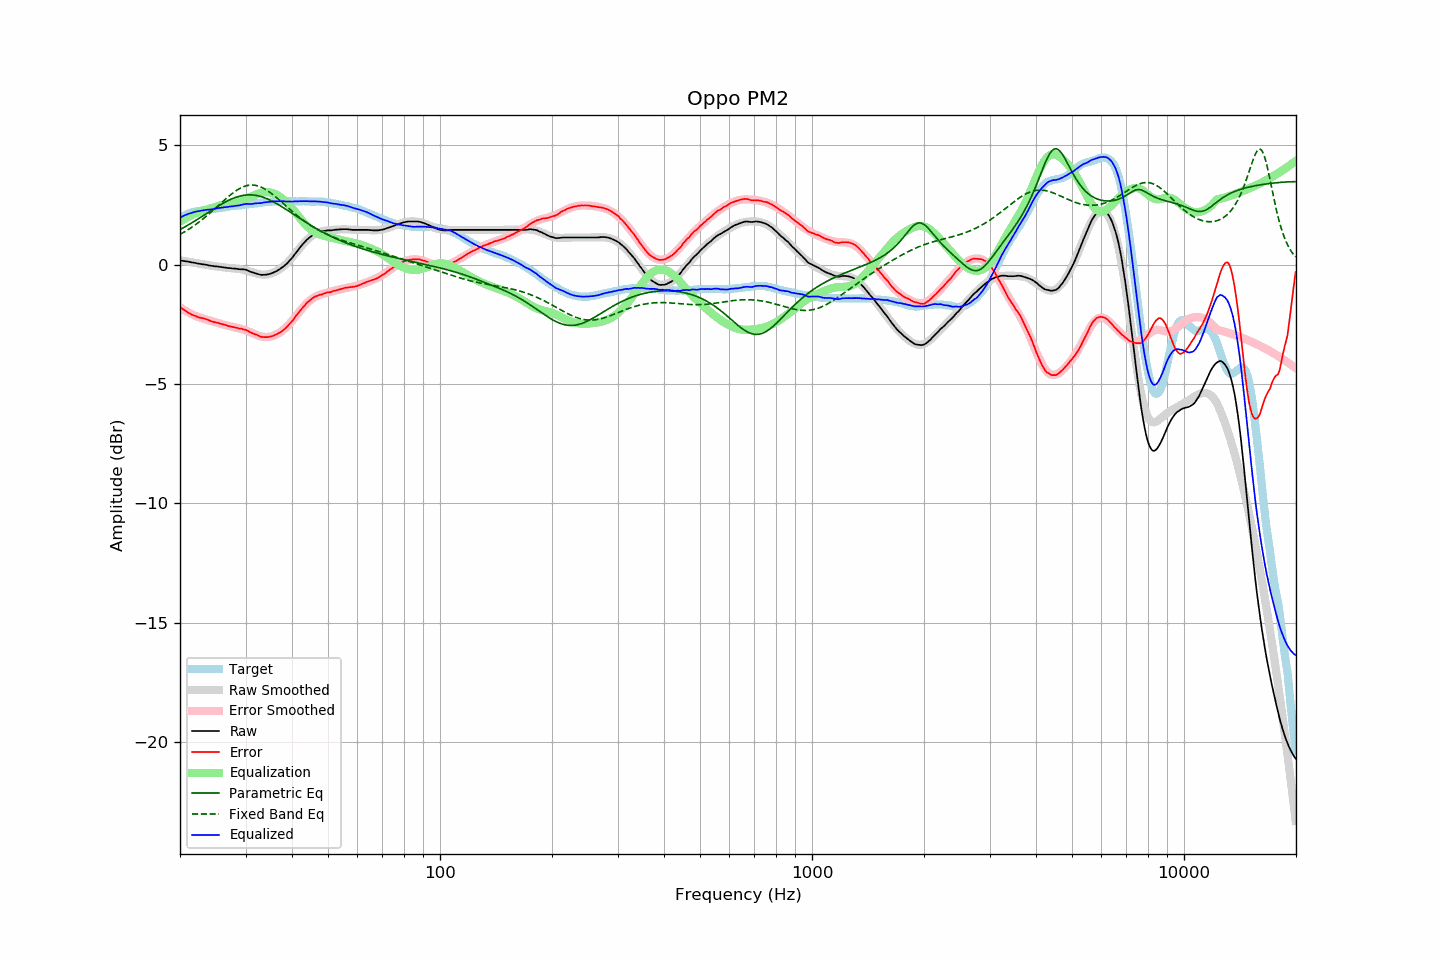 Oppo PM2
Amplitude (dBr)
5
0
−5
−10
−15
−20
Target
Raw Smoothed
Error Smoothed
Raw
Error
Equalization
Parametric Eq
Fixed Band Eq
Equalized
100
1000
10000
Frequency (Hz)